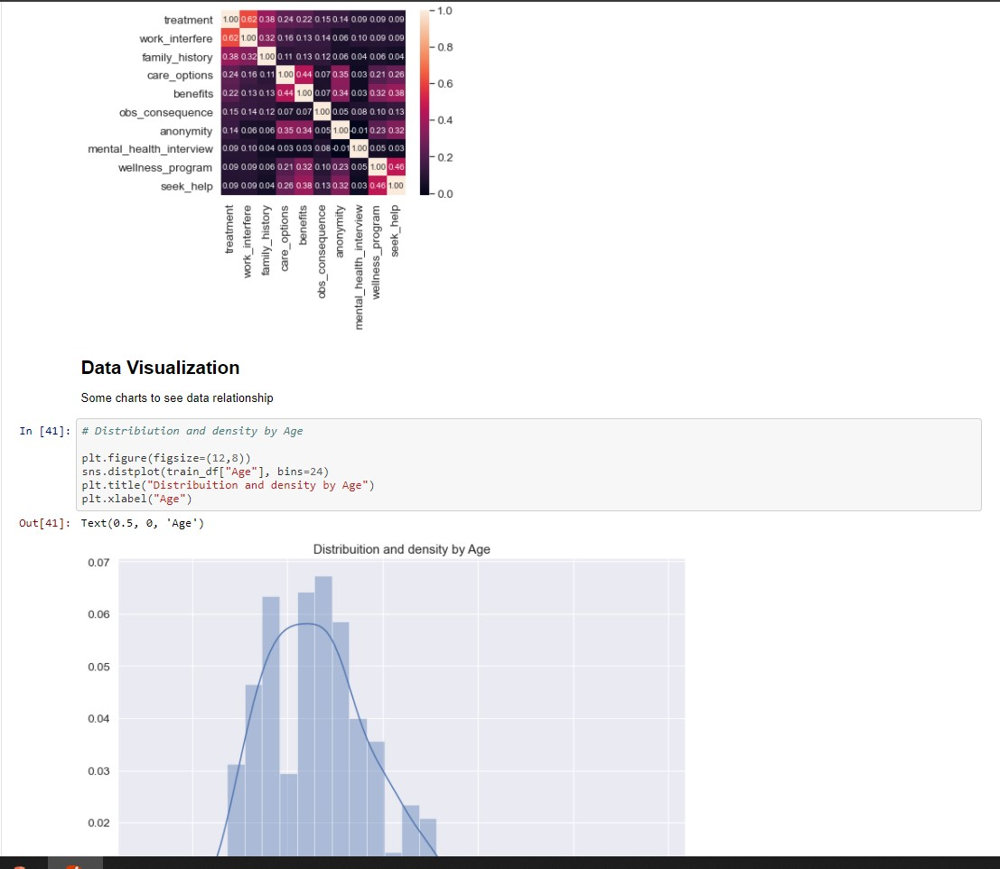 treatment 1.00 0.62 0.38 0.24 0.22 0.15 0.14 0.09 0.09 0.09
work_interfere 0.62 1.00 0.32 0.16 0.13 0.14 0.06 0.10 0.09 0.09
family_history 0.38 0.32 1.00 0.11 0.13 0.12 0.06 0.04 0.06 0.04
care_options 0.24 0.16 0.11 1.00 0.44 0.07 0.35 0.03 0.21 0.26
benefits 0.22 0.13 0.13 0.44 1.00 0.07 0.34 0.03 0.32 0.38
obs_consequence 0.15 0.14 0.12 0.07 0.07 1.00 0.05 0.08 0.10 0.13
anonymity 0.14 0.06 0.06 0.35 0.34 0.05 1.00 -0.01 0.23 0.32
mental_health_interview 0.09 0.10 0.04 0.03 0.03 0.08 -0.01 1.00 0.05 0.03
wellness_program 0.09 0.09 0.06 0.21 0.32 0.10 0.23 0.05 1.00 0.46
seek_help 0.09 0.09 0.04 0.26 0.38 0.13 0.32 0.03 0.46 1.00
1.0
0.8
0.6
0.4
0.2
0.0
treatment
work_interfere
family_history
care_options
benefits
obs_consequence
anonymity
mental_health_interview
wellness_program
seek_help
Data Visualization
Some charts to see data relationship
In [41]: # Distribiution and density by Age
plt.figure(figsize=(12,8))
sns.distplot(train_df["Age"], bins=24)
plt.title("Distribuition and density by Age")
plt.xlabel("Age")
Out[41]: Text(0.5, 0, 'Age')
Distribuition and density by Age
0.07
0.06
0.05
0.04
0.03
0.02